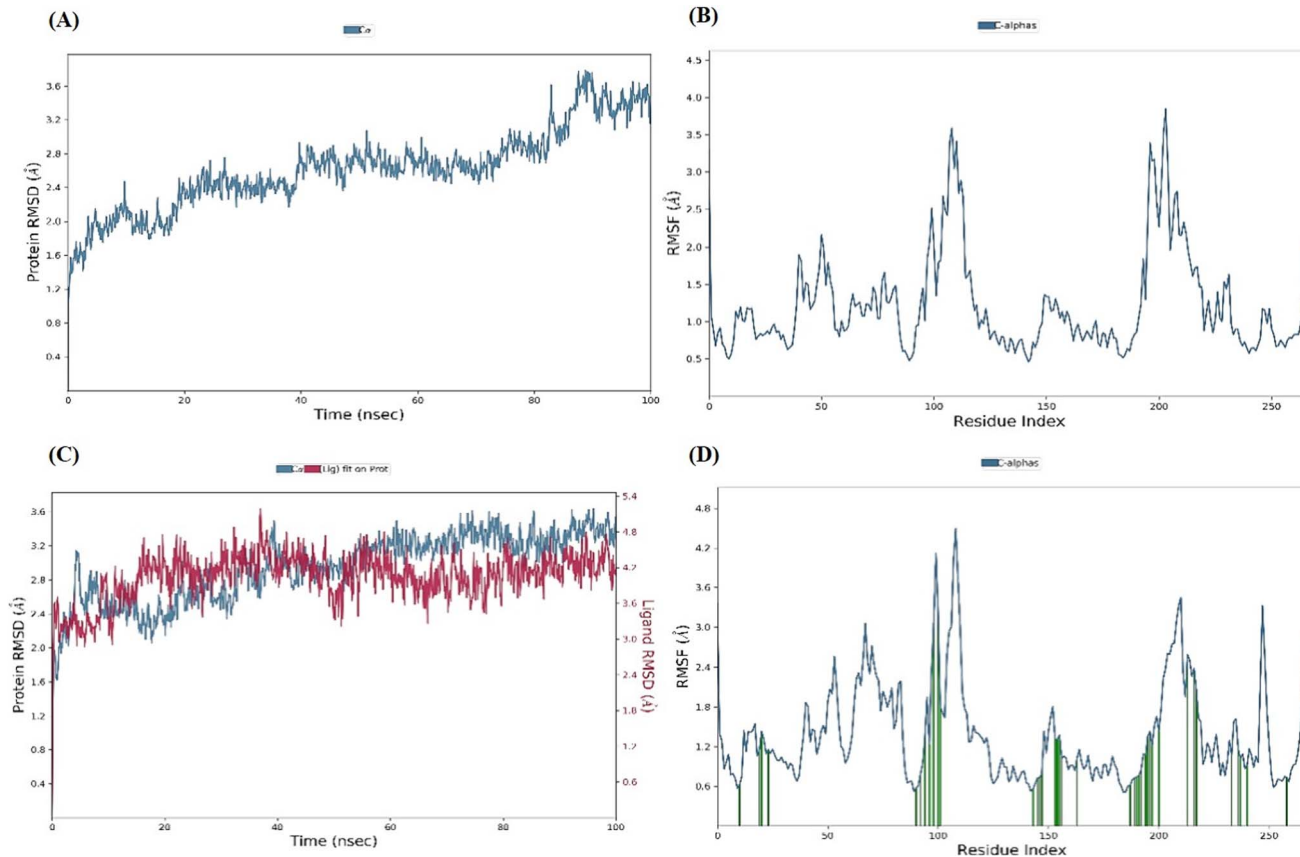 (A)
Cα
Protein RMSD (Å)
3.6
3.2
2.8
2.4
2.0
1.6
1.2
0.8
0.4
0 20 40 60 80 100
Time (nsec)
(B)
C-alphas
RMSF (Å)
4.5
4.0
3.5
3.0
2.5
2.0
1.5
1.0
0.5
0 50 100 150 200 250
Residue Index
(C)
Cα (Lig) fit on Prot
Protein RMSD (Å)
3.6
3.2
2.8
2.4
2.0
1.6
1.2
0.8
0.4
5.4
4.8
4.2
3.6
3.0
2.4
1.8
1.2
0.6
Ligand RMSD (Å)
0 20 40 60 80 100
Time (nsec)
(D)
C-alphas
RMSF (Å)
4.8
4.2
3.6
3.0
2.4
1.8
1.2
0.6
0 50 100 150 200 250
Residue Index